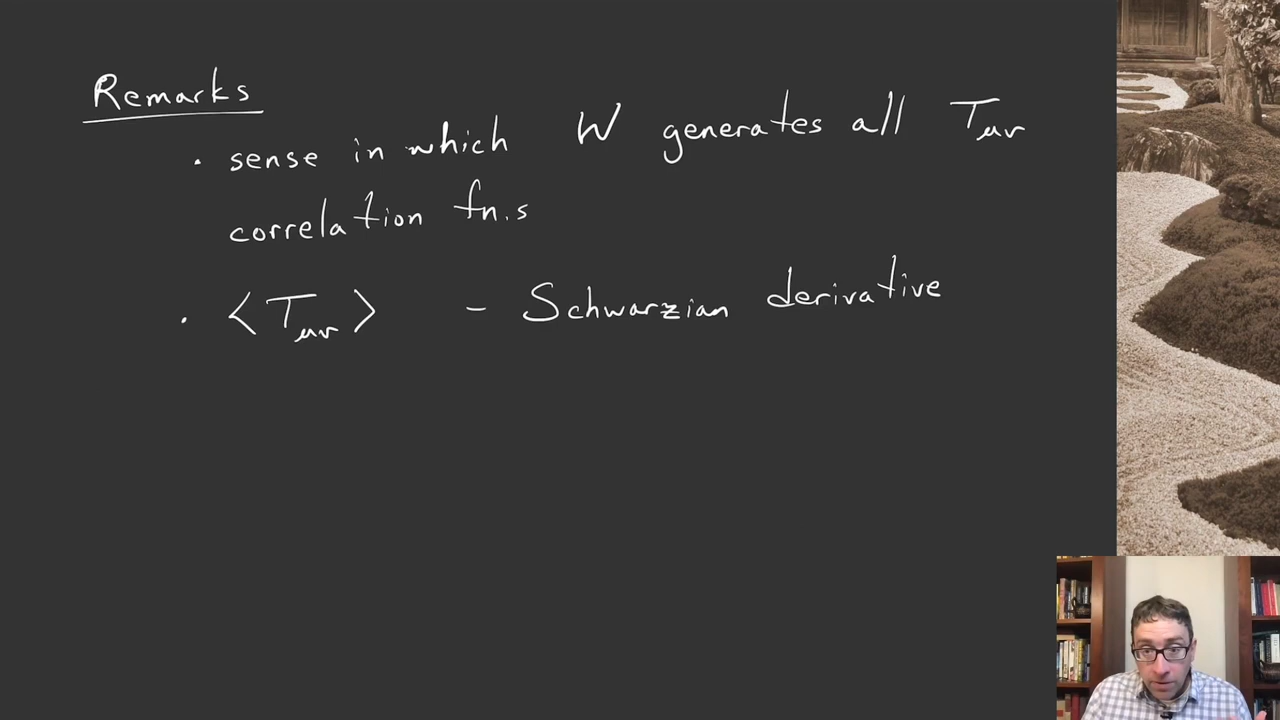 Remarks
· sense in which W generates all Tμν
correlation fn.s
· <Tμν> - Schwarzian derivative